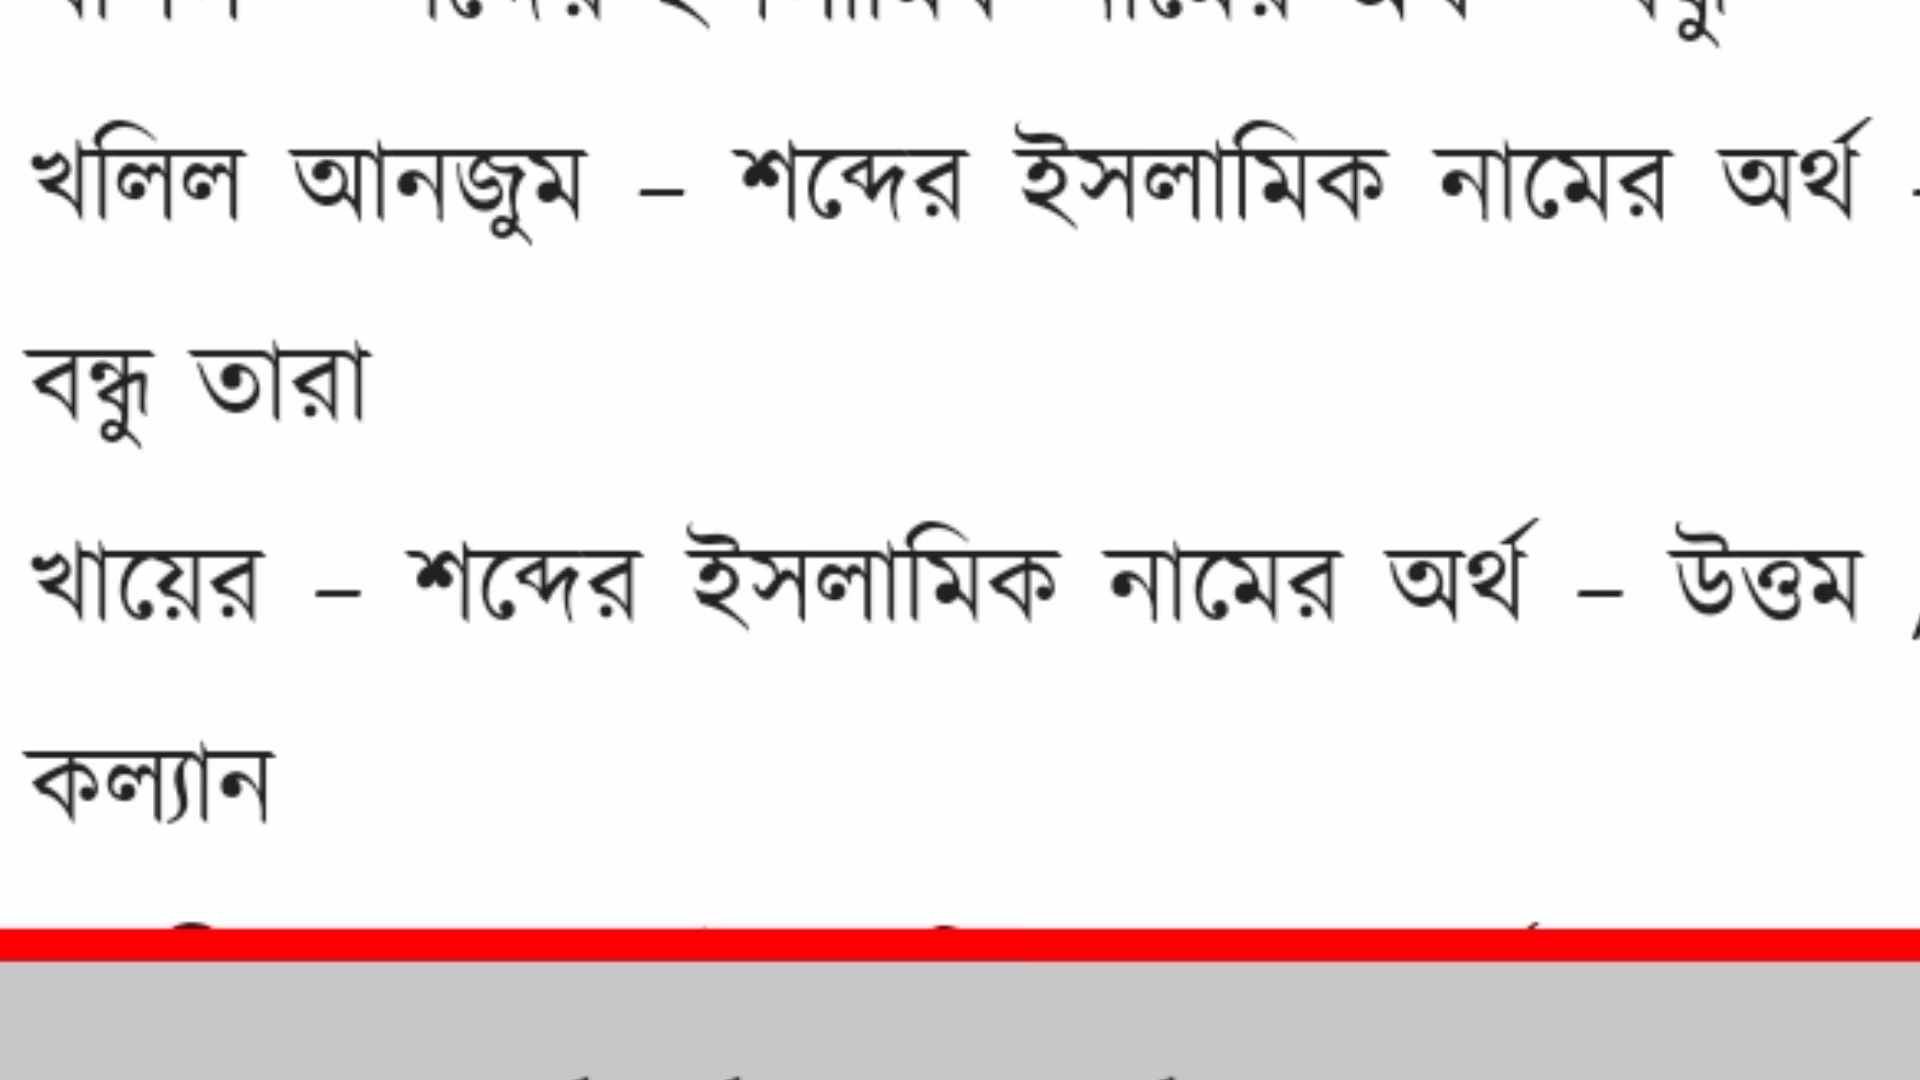 খলিল আনজুম – শব্দের ইসলামিক নামের অর্থ -
বন্ধু তারা
খায়ের – শব্দের ইসলামিক নামের অর্থ – উত্তম ,
কল্যান